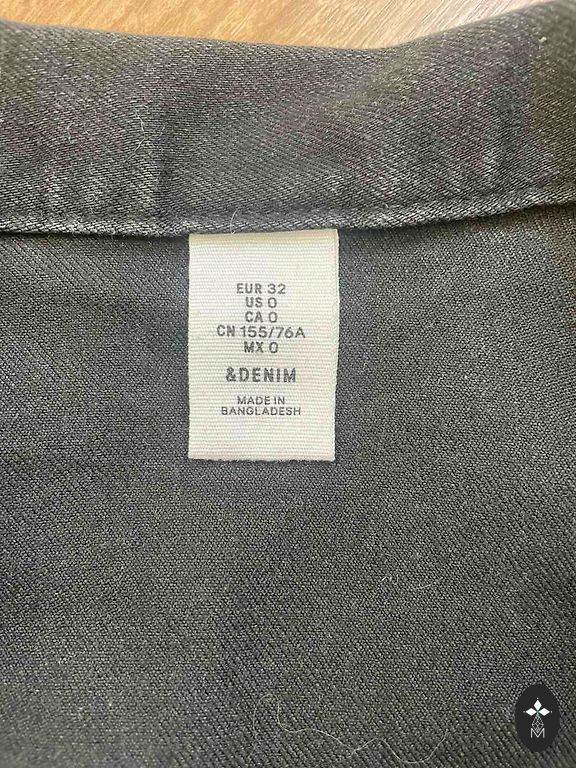 EUR 32
US 0
CA 0
CN 155/76A
MX 0
&DENIM
MADE IN
BANGLADESH
M